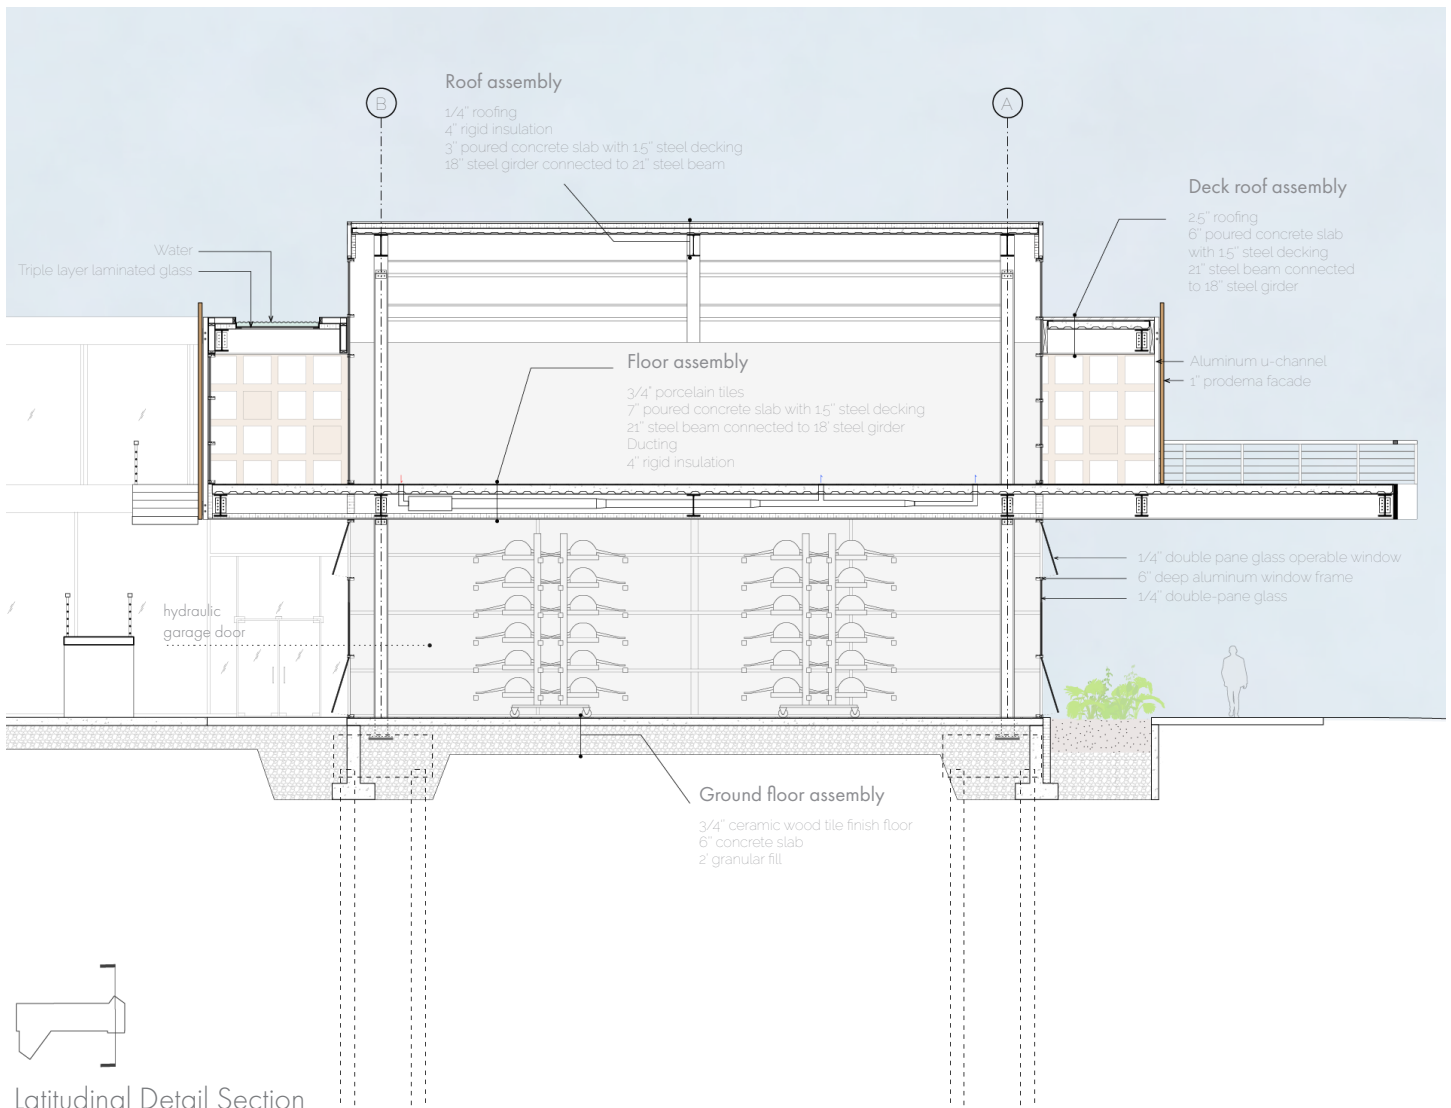 Roof assembly
1/4" roofing
4" rigid insulation
3" poured concrete slab with 1.5" steel decking
18" steel girder connected to 21" steel beam
B
A
Deck roof assembly
2.5" roofing
6" poured concrete slab
with 1.5" steel decking
21" steel beam connected
to 18" steel girder
Water
Triple layer laminated glass
Floor assembly
3/4" porcelain tiles
7" poured concrete slab with 1.5" steel decking
21" steel beam connected to 18' steel girder
Ducting
4" rigid insulation
Aluminum u-channel
1" prodema facade
1/4" double pane glass operable window
6" deep aluminum window frame
1/4" double-pane glass
hydraulic
garage door
Ground floor assembly
3/4" ceramic wood tile finish floor
6" concrete slab
2' granular fill
Latitudinal Detail Section